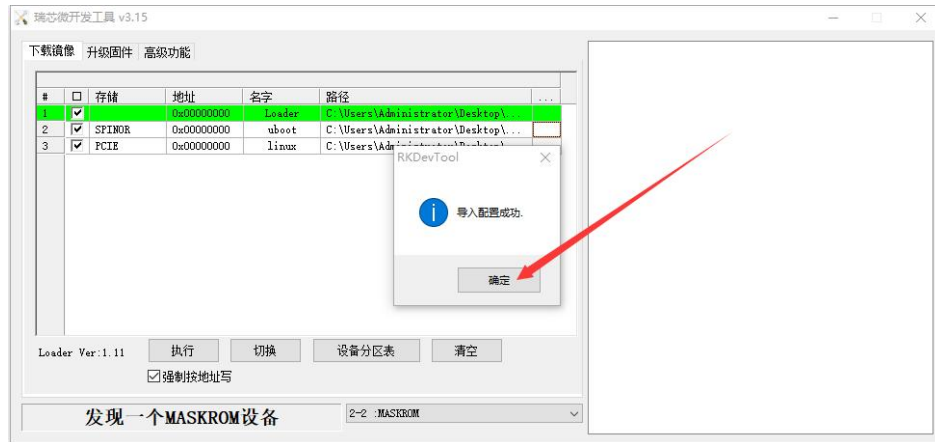 瑞芯微开发工具 v3.15
下载镜像 升级固件 高级功能
# 存储 地址 名字 路径 ...
1 0x00000000 Loader C:\Users\Administrator\Desktop\...
2 SPINOR 0x00000000 uboot C:\Users\Administrator\Desktop\...
3 PCIE 0x00000000 linux C:\Users\Administrator\Desktop\...
RKDevTool
导入配置成功.
确定
Loader Ver:1.11 执行 切换 设备分区表 清空
强制按地址写
发现一个MASKROM设备 2-2 :MASKROM